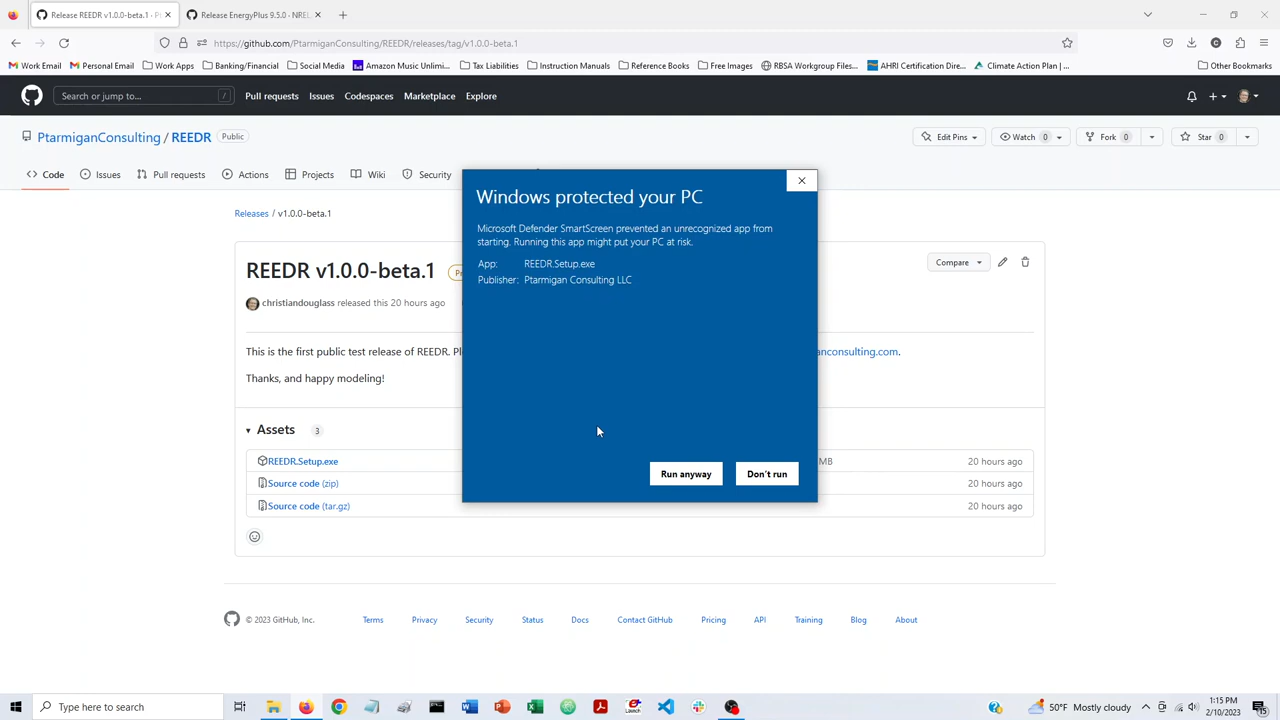 Release REEDR v1.0.0-beta.1 · P
Release EnergyPlus 9.5.0 · NREL
https://github.com/PtarmiganConsulting/REEDR/releases/tag/v1.0.0-beta.1
Work Email
Personal Email
Work Apps
Banking/Financial
Social Media
Amazon Music Unlimi...
Tax Liabilities
Instruction Manuals
Reference Books
Free Images
RBSA Workgroup Files...
AHRI Certification Dire...
Climate Action Plan | ...
Other Bookmarks
Search or jump to...
/
Pull requests
Issues
Codespaces
Marketplace
Explore
PtarmiganConsulting / REEDR
Public
Edit Pins
Watch 0
Fork 0
Star 0
Code
Issues
Pull requests
Actions
Projects
Wiki
Security
Windows protected your PC
Microsoft Defender SmartScreen prevented an unrecognized app from
starting. Running this app might put your PC at risk.
App: REEDR.Setup.exe
Publisher: Ptarmigan Consulting LLC
Run anyway
Don't run
Releases / v1.0.0-beta.1
REEDR v1.0.0-beta.1
Compare
christiandouglass released this 20 hours ago
This is the first public test release of REEDR.
anconsulting.com.
Thanks, and happy modeling!
Assets 3
REEDR.Setup.exe
MB
20 hours ago
Source code (zip)
20 hours ago
Source code (tar.gz)
20 hours ago
© 2023 GitHub, Inc.
Terms
Privacy
Security
Status
Docs
Contact GitHub
Pricing
API
Training
Blog
About
Type here to search
50°F Mostly cloudy
1:15 PM
2/10/2023